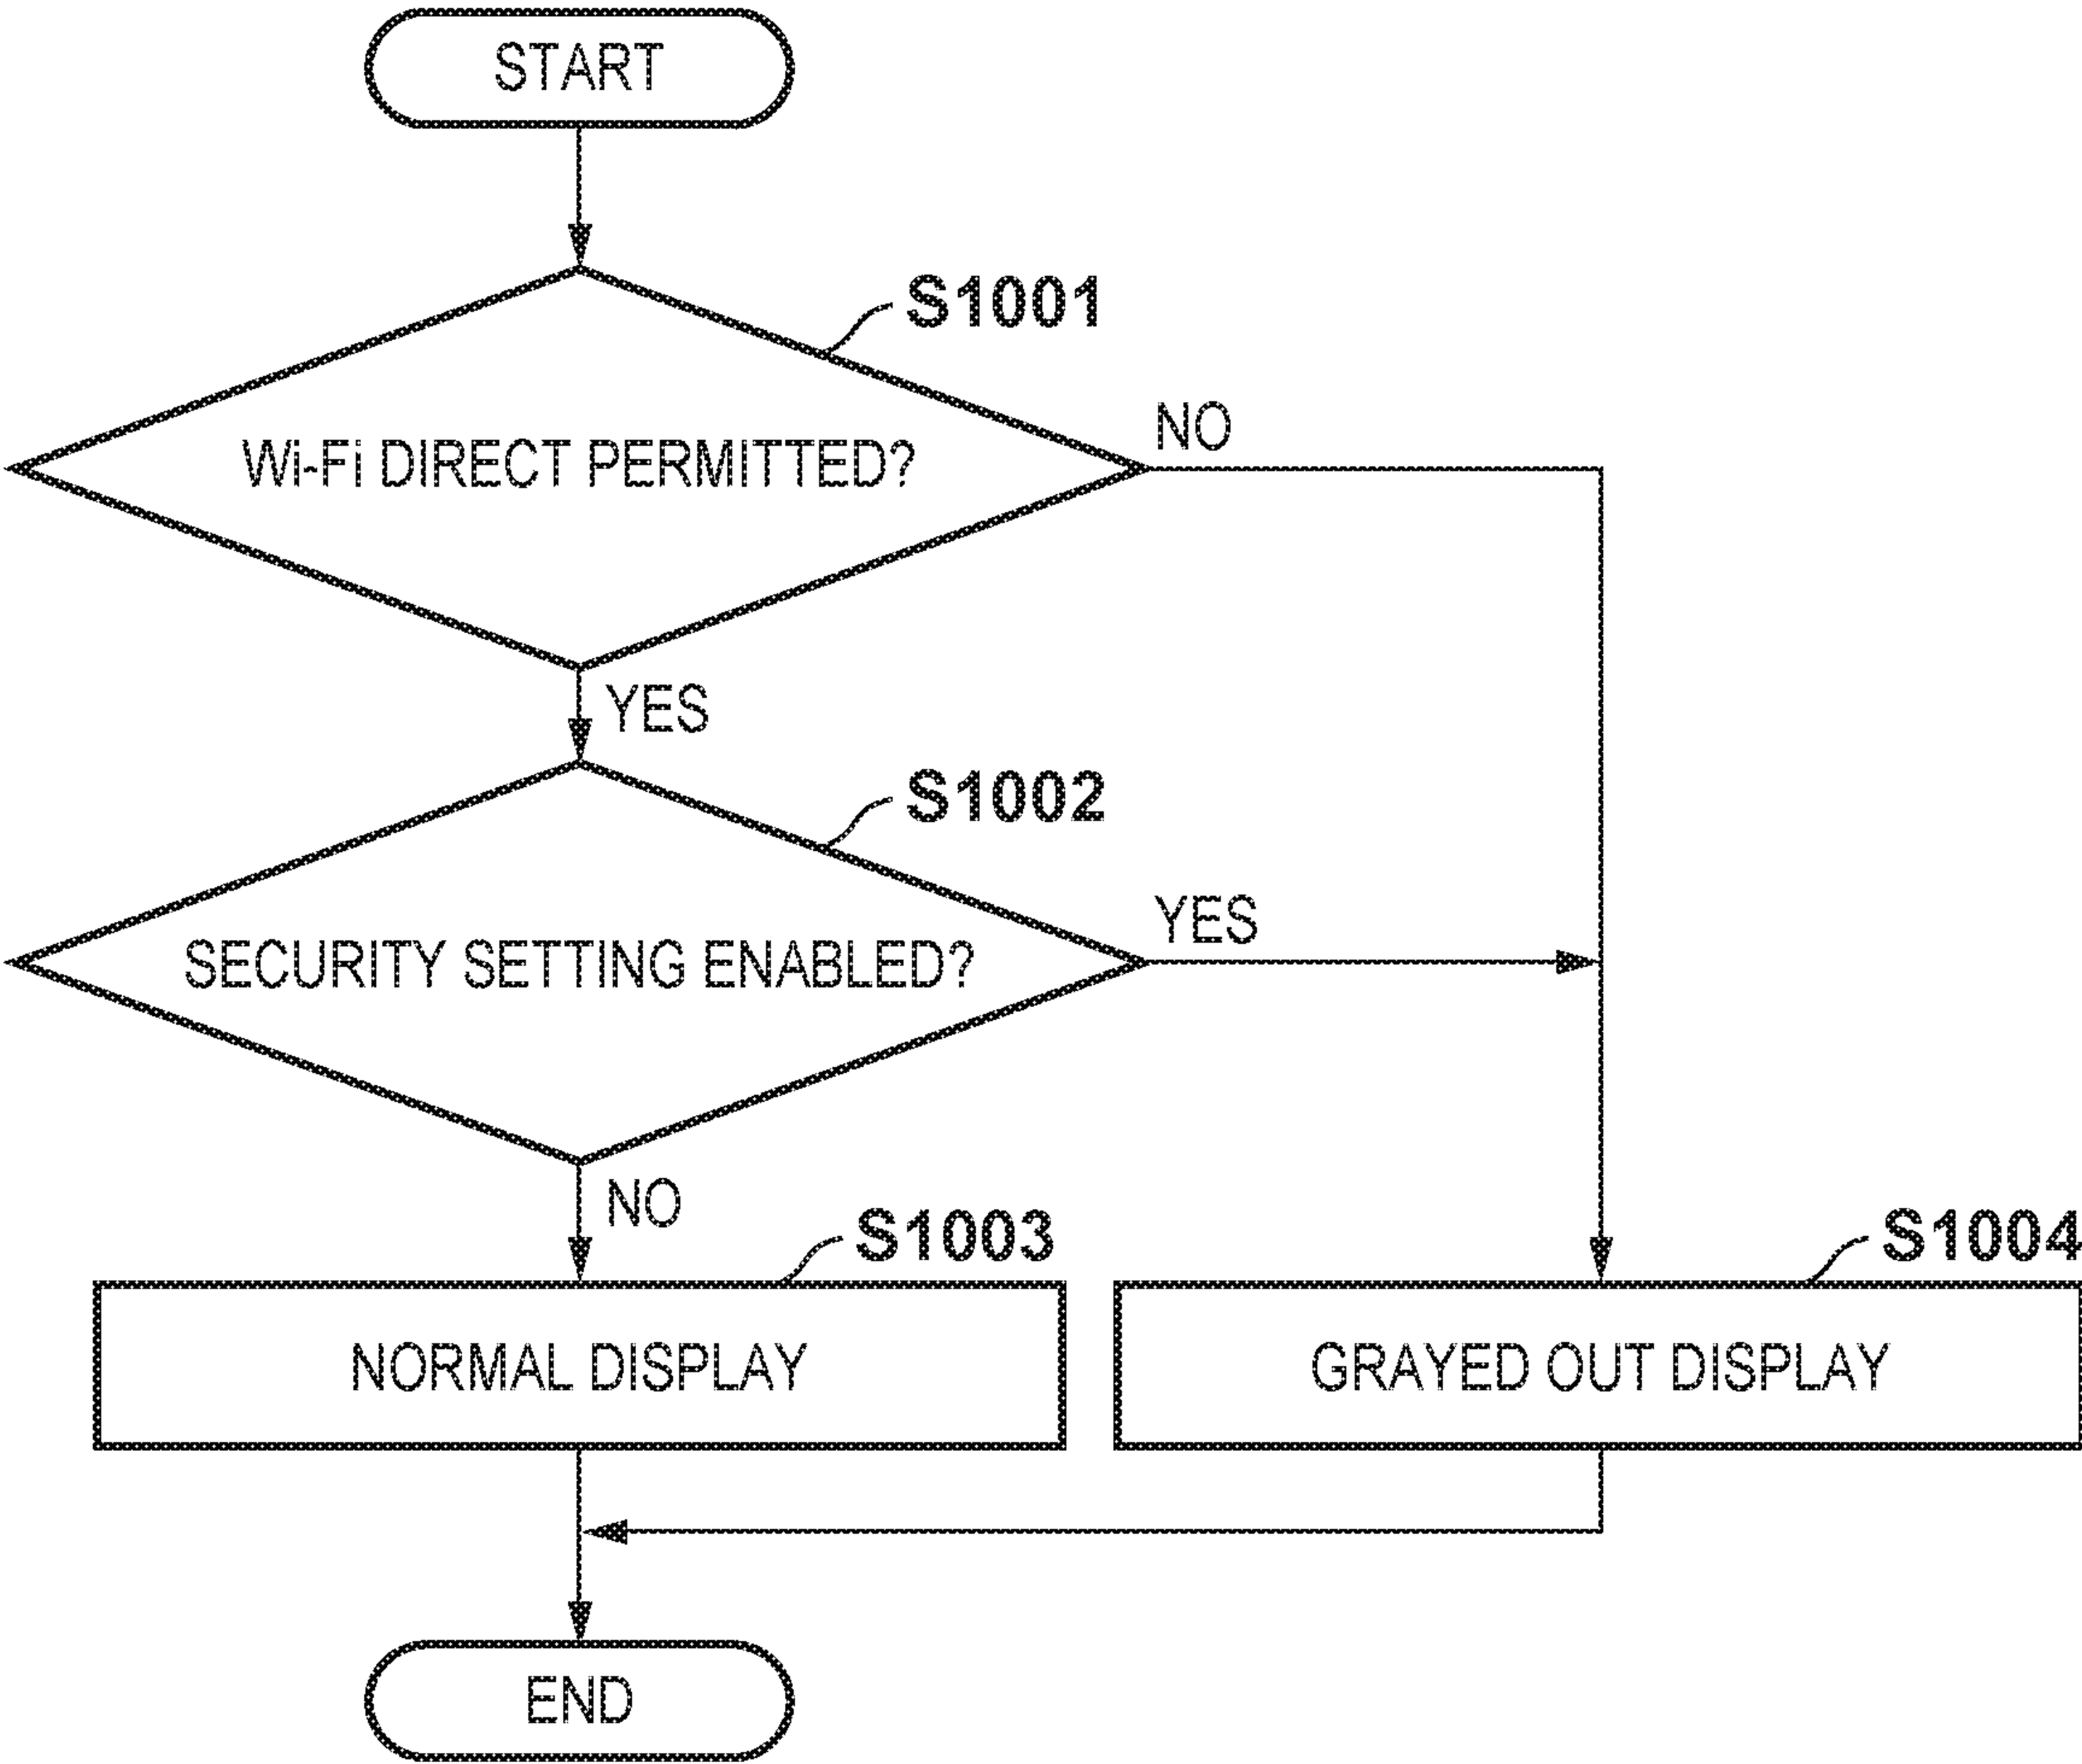 START
S1001
Wi-Fi DIRECT PERMITTED?
NO
YES
S1002
SECURITY SETTING ENABLED?
YES
NO
S1003
NORMAL DISPLAY
S1004
GRAYED OUT DISPLAY
END